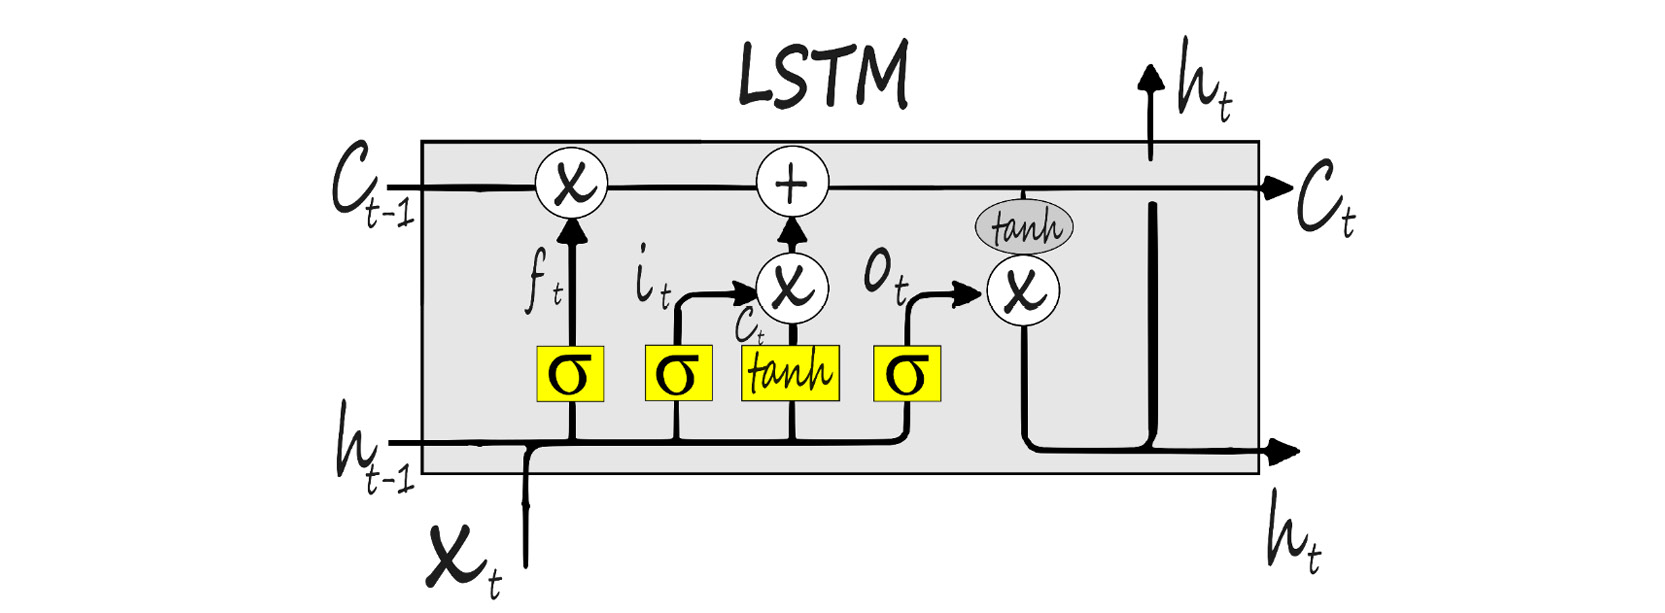 LSTM
h_t
C_{t-1}
x
+
C_t
tanh
f_t
i_t
x
o_t
x
C_t
σ
σ
tanh
σ
h_{t-1}
h_t
x_t